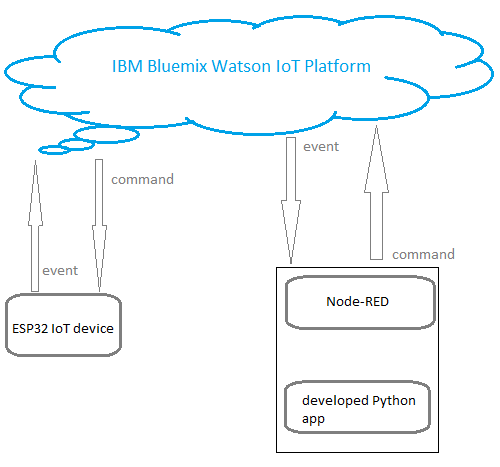 IBM Bluemix Watson IoT Platform
event
command
command
event
ESP32 IoT device
Node-RED
developed Python
app